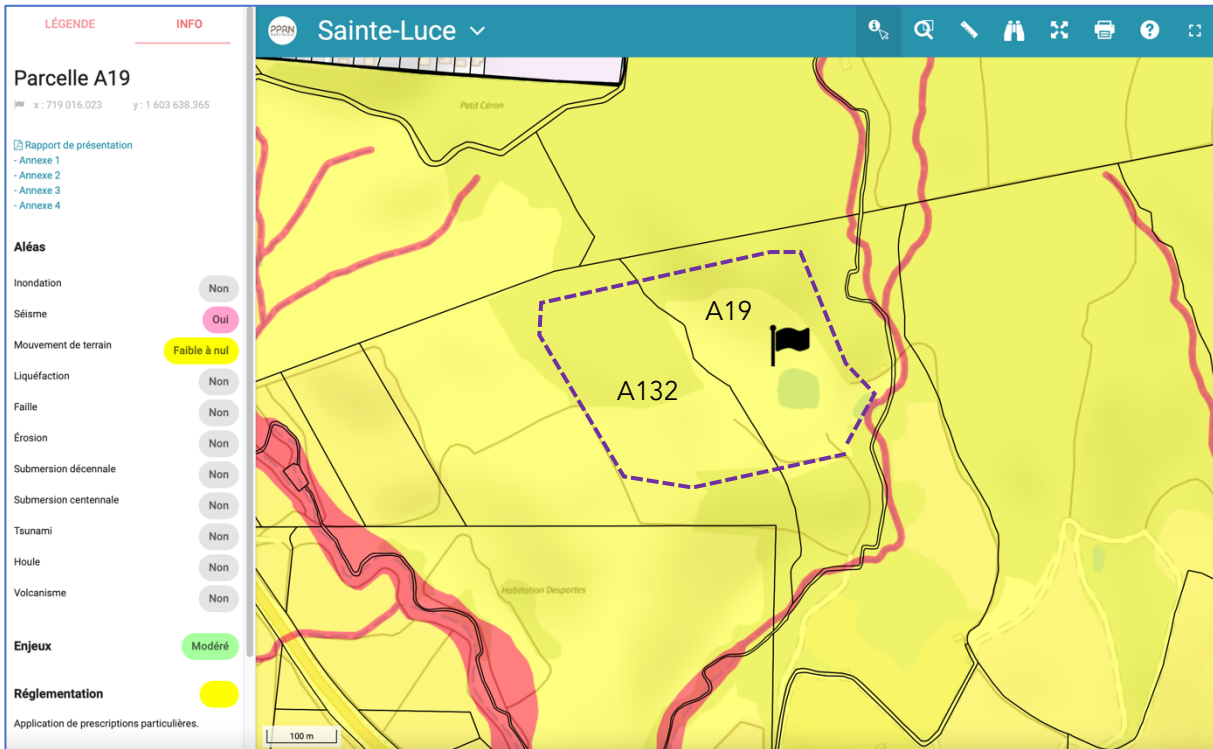 LÉGENDE
INFO
PPRN
Sainte-Luce
Parcelle A19
x : 719 016.023 y : 1 603 638.365
Rapport de présentation
- Annexe 1
- Annexe 2
- Annexe 3
- Annexe 4
Aléas
Inondation Non
Séisme Oui
Mouvement de terrain Faible à nul
Liquéfaction Non
Faille Non
Érosion Non
Submersion décennale Non
Submersion centennale Non
Tsunami Non
Houle Non
Volcanisme Non
Enjeux Modéré
Réglementation
Application de prescriptions particulières.
Petit Céron
A19
A132
Habitation Desportes
100 m